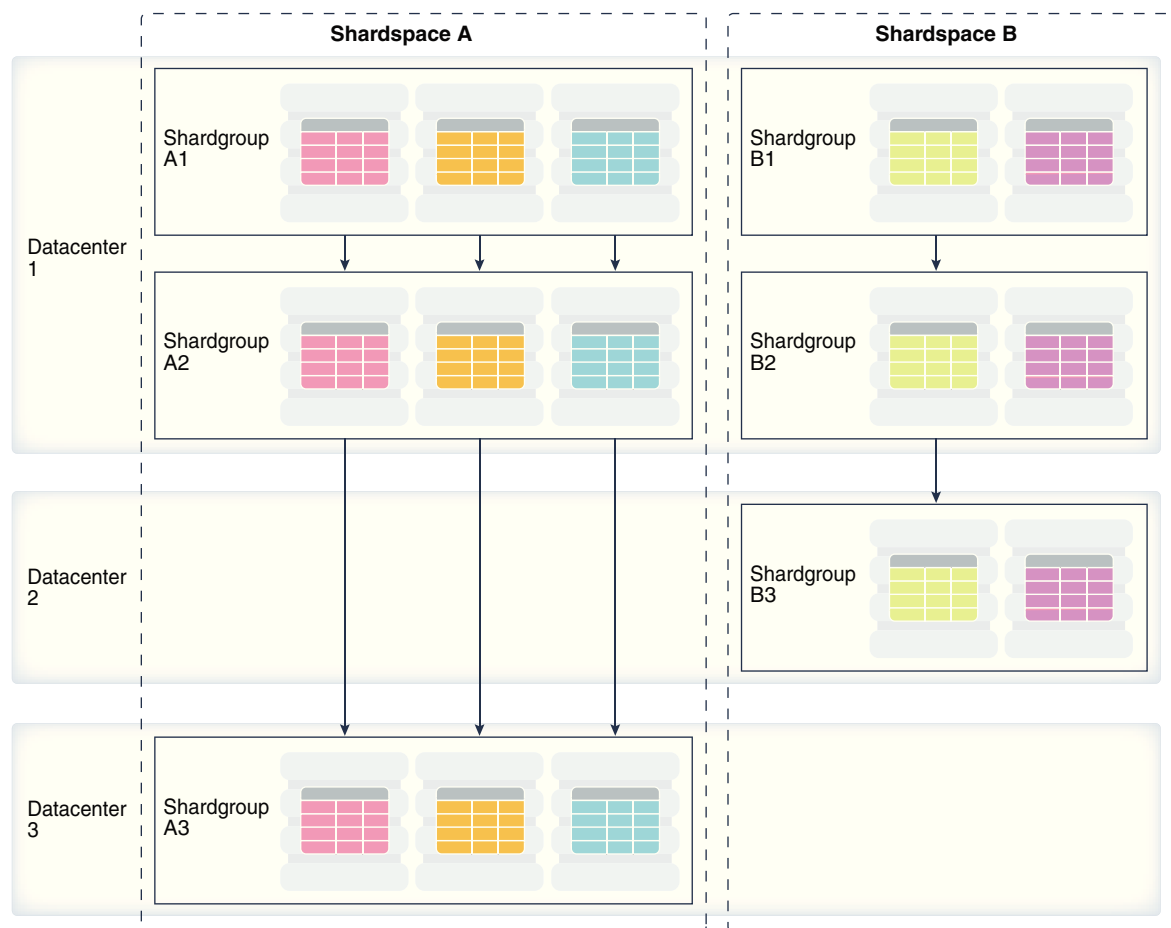 Shardspace A
Shardspace B
Datacenter
1
Shardgroup
A1
Shardgroup
B1
Shardgroup
A2
Shardgroup
B2
Datacenter
2
Shardgroup
B3
Datacenter
3
Shardgroup
A3